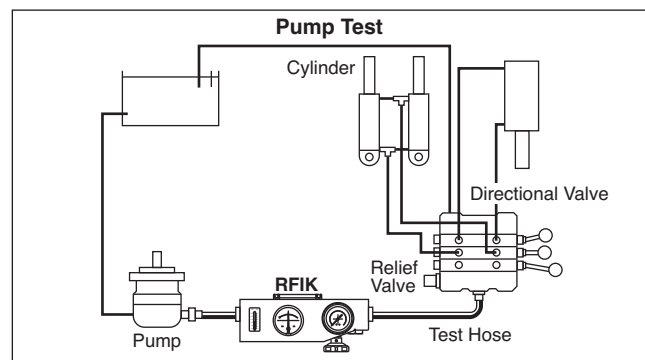 Pump Test
Cylinder
Directional Valve
RFIK
Relief
Valve
Pump
Test Hose